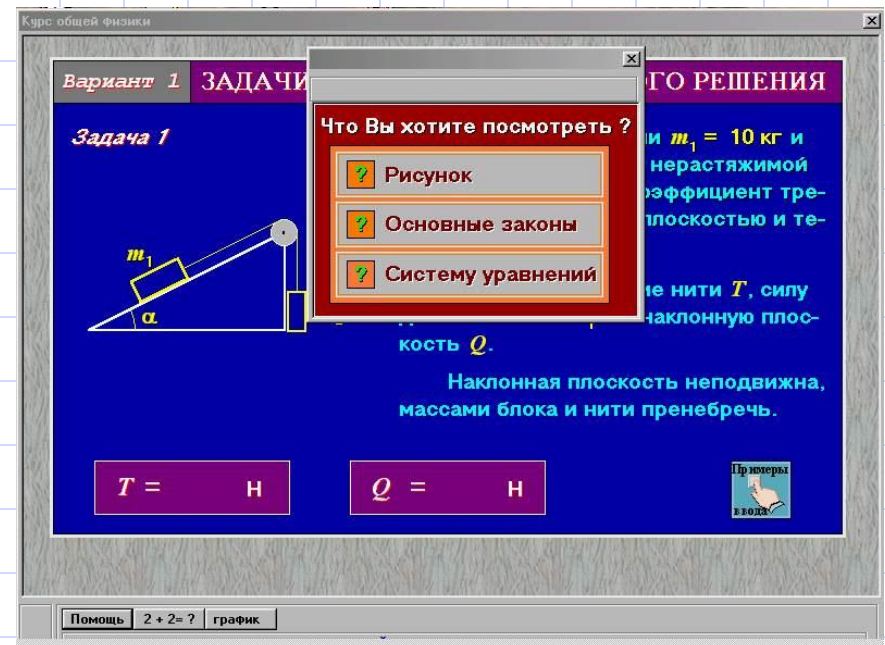 Курс общей физики
Вариант 1 ЗАДАЧИ ГО РЕШЕНИЯ
Задача 1
Что Вы хотите посмотреть ?
? Рисунок
? Основные законы
? Систему уравнений
m1
α
и m1 = 10 кг и
нерастяжимой
коэффициент тре-
плоскостью и те-
ие нити T, силу
наклонную плос-
кость Q.
Наклонная плоскость неподвижна,
массами блока и нити пренебречь.
T = н
Q = н
Примеры
ввода
Помощь
2 + 2= ?
график